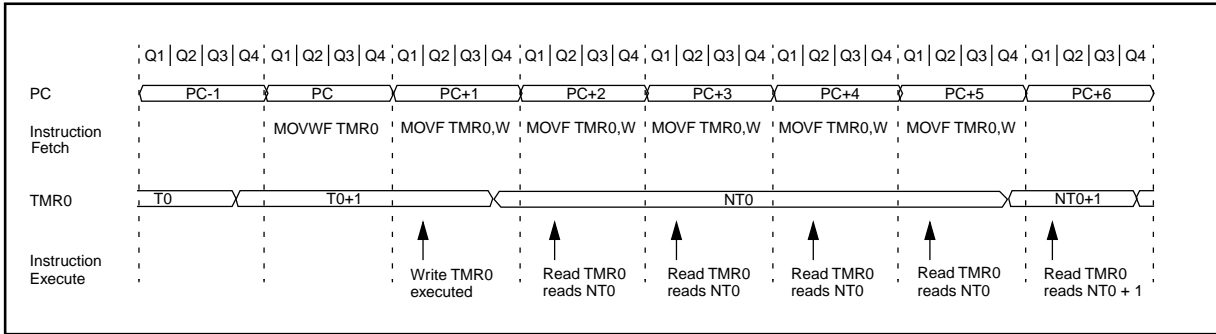 Q1 Q2 Q3 Q4 Q1 Q2 Q3 Q4 Q1 Q2 Q3 Q4 Q1 Q2 Q3 Q4 Q1 Q2 Q3 Q4 Q1 Q2 Q3 Q4 Q1 Q2 Q3 Q4 Q1 Q2 Q3 Q4
PC PC-1 PC PC+1 PC+2 PC+3 PC+4 PC+5 PC+6
Instruction
Fetch
MOVWF TMR0 MOVF TMR0,W MOVF TMR0,W MOVF TMR0,W MOVF TMR0,W MOVF TMR0,W
TMR0 T0 T0+1 NT0 NT0+1
Instruction
Execute
Write TMR0
executed
Read TMR0
reads NT0
Read TMR0
reads NT0
Read TMR0
reads NT0
Read TMR0
reads NT0
Read TMR0
reads NT0 + 1